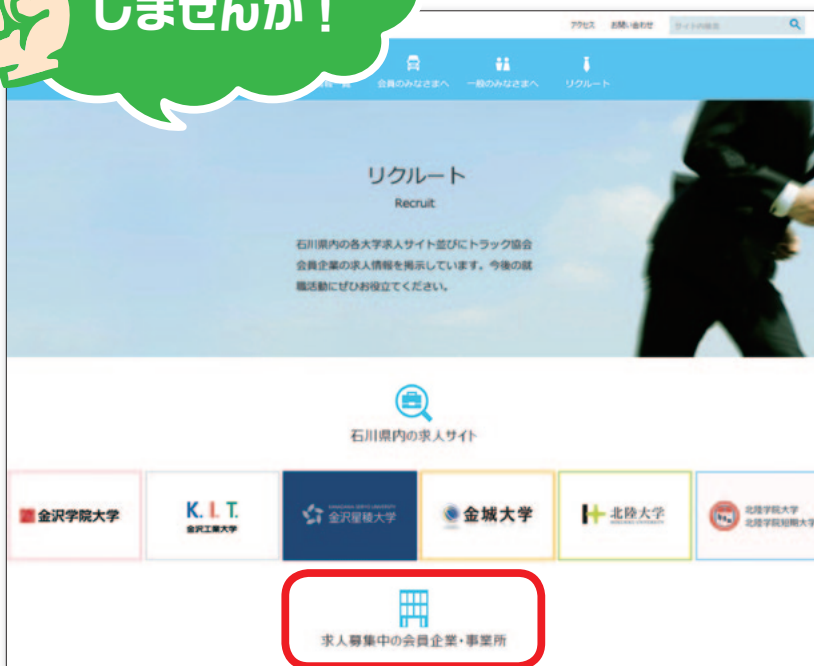 しませんか！
アクセス お問い合わせ サイト内検索
会員のみなさまへ 一般のみなさまへ リクルート
リクルート
Recruit
石川県内の各大学求人サイト並びにトラック協会
会員企業の求人情報を掲示しています。今後の就
職活動にぜひお役立てください。
石川県内の求人サイト
金沢学院大学
K.I.T.
金沢工業大学
金沢星稜大学
金城大学
北陸大学
北陸学院大学
北陸学院短期大学
求人募集中の会員企業・事業所